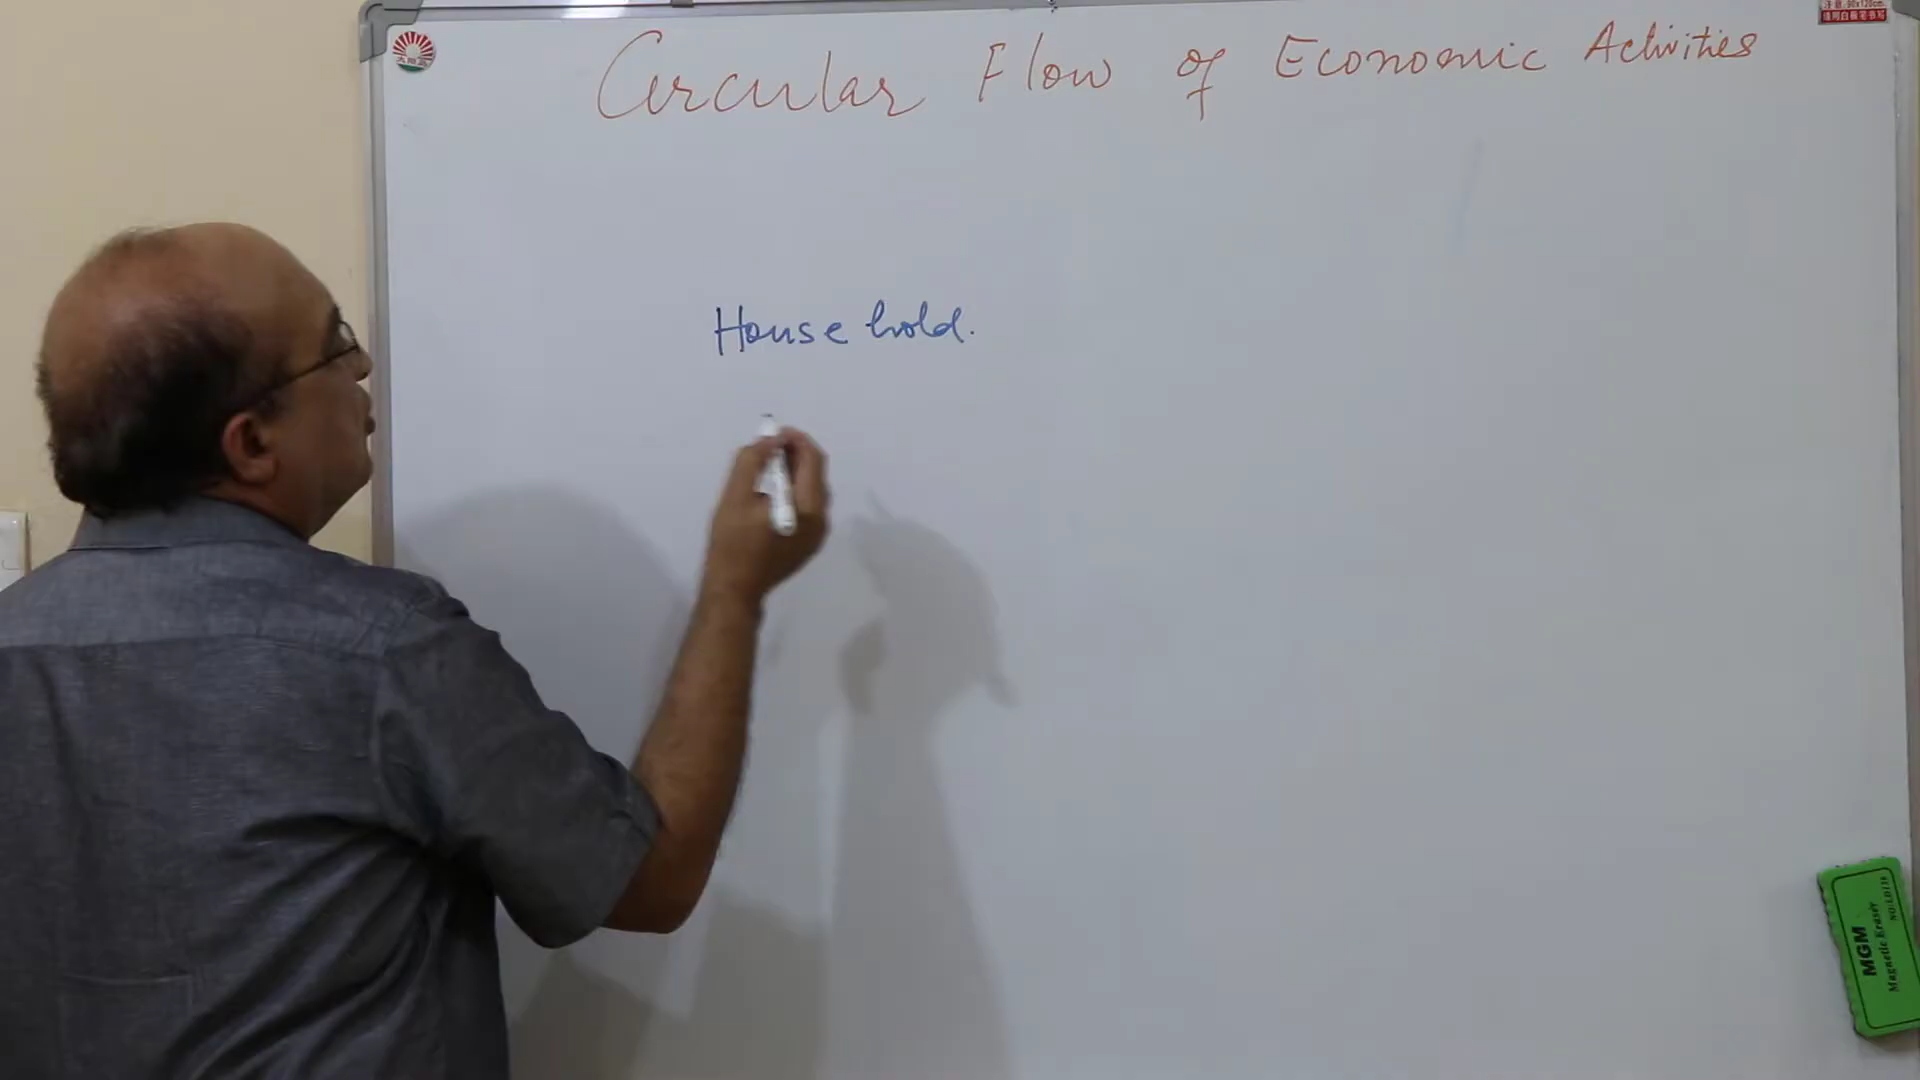 Circular Flow of Economic Activities
House hold.
MGM
Magnetic Eraser